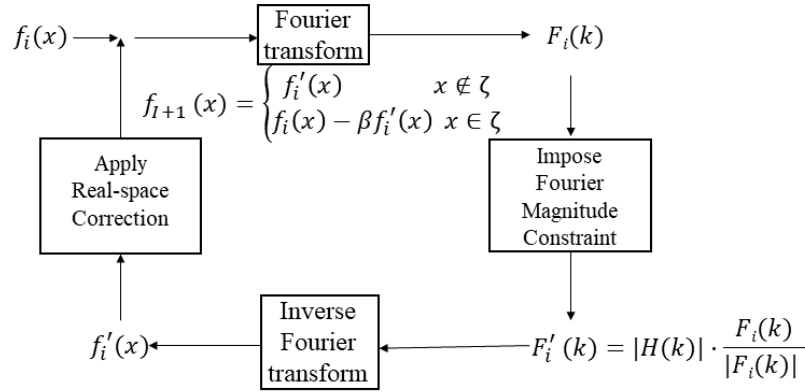 f_i(x)
Fourier
transform
F_i(k)
f_{I+1} (x) = { f_i′(x) x ∉ ζ
f_i(x) − βf_i′(x) x ∈ ζ
Apply
Real-space
Correction
Impose
Fourier
Magnitude
Constraint
f_i′(x)
Inverse
Fourier
transform
F_i′ (k) = |H(k)| · F_i(k) / |F_i(k)|